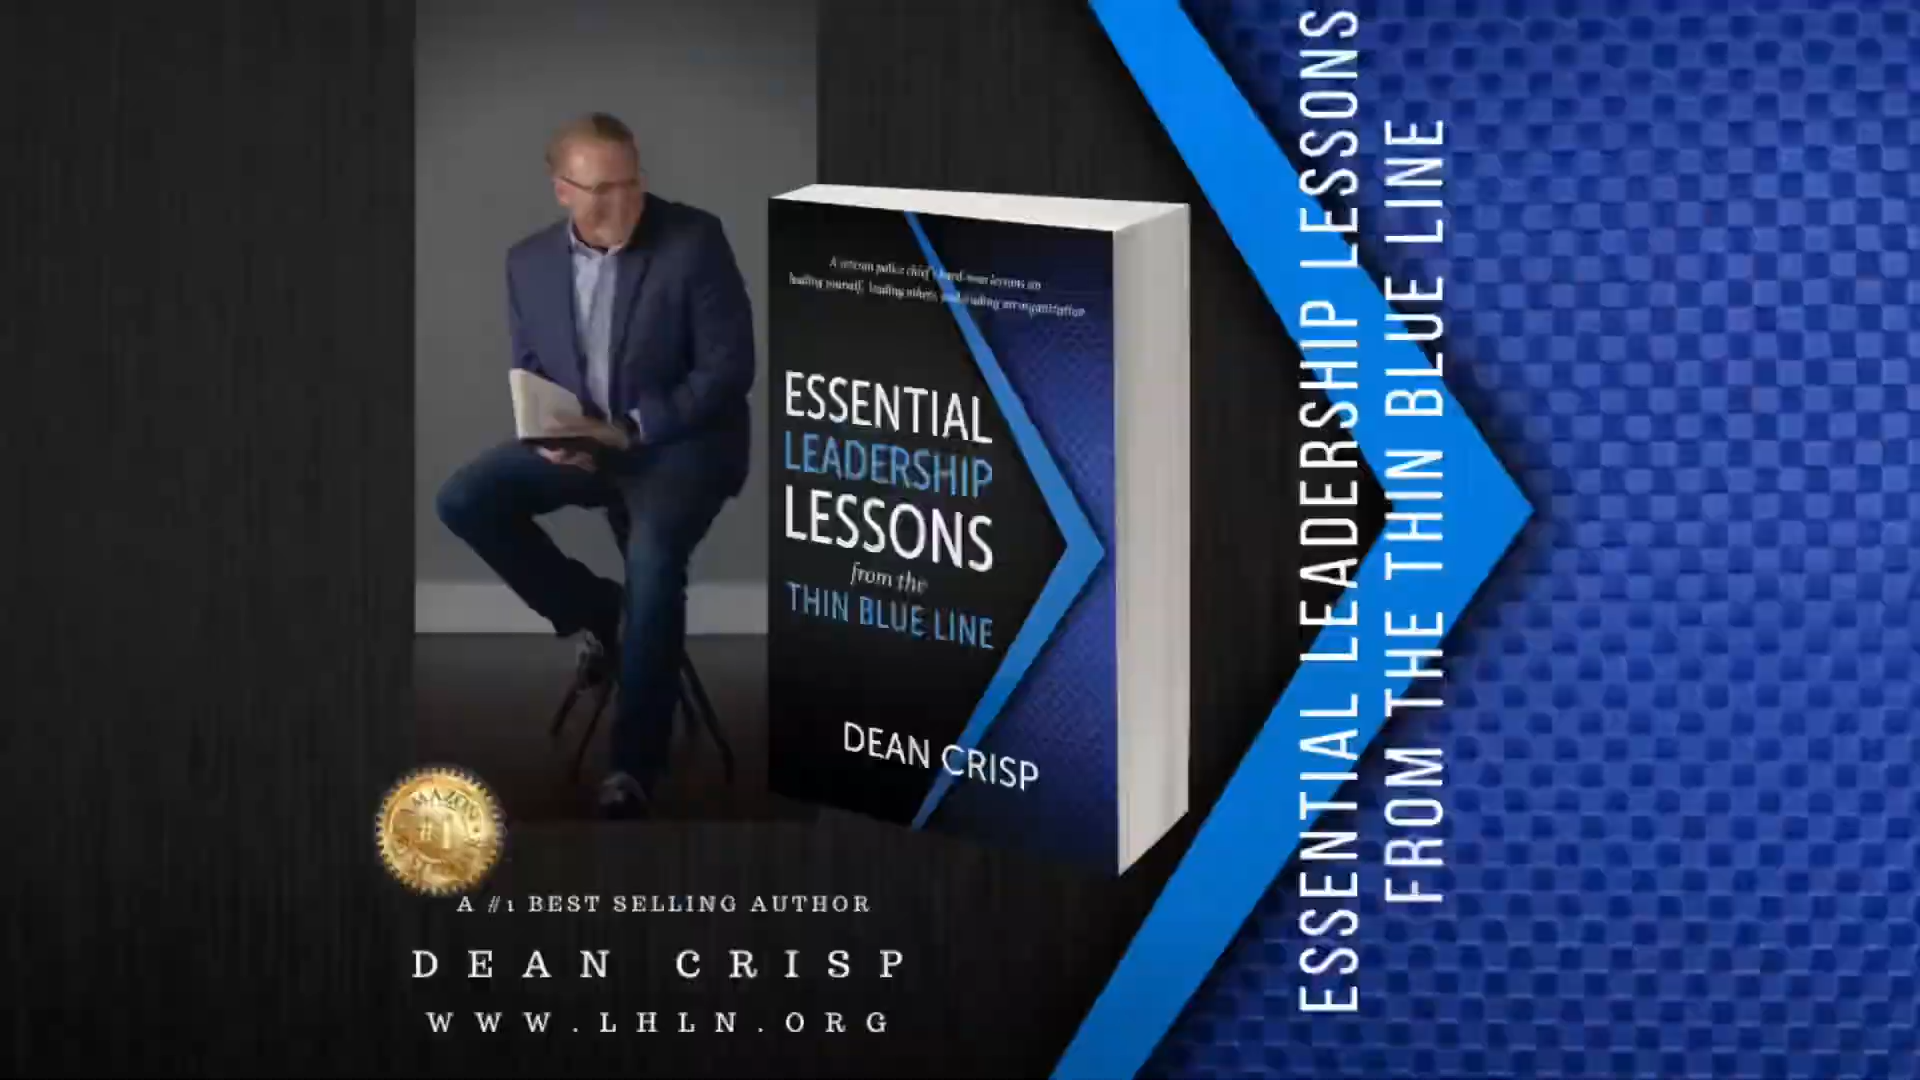 A veteran police chief's hard-won lessons on
leading yourself, leading others, and leading an organization
ESSENTIAL
LEADERSHIP
LESSONS
from the
THIN BLUE LINE
DEAN CRISP
#1
A #1 BEST SELLING AUTHOR
DEAN CRISP
WWW.LHLN.ORG
ESSENTIAL LEADERSHIP LESSONS
FROM THE THIN BLUE LINE